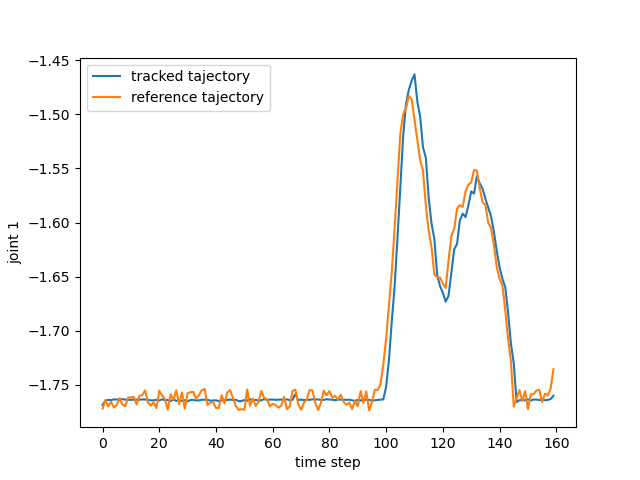 −1.45
tracked tajectory
reference tajectory
−1.50
−1.55
−1.60
joint 1
−1.65
−1.70
−1.75
0 20 40 60 80 100 120 140 160
time step